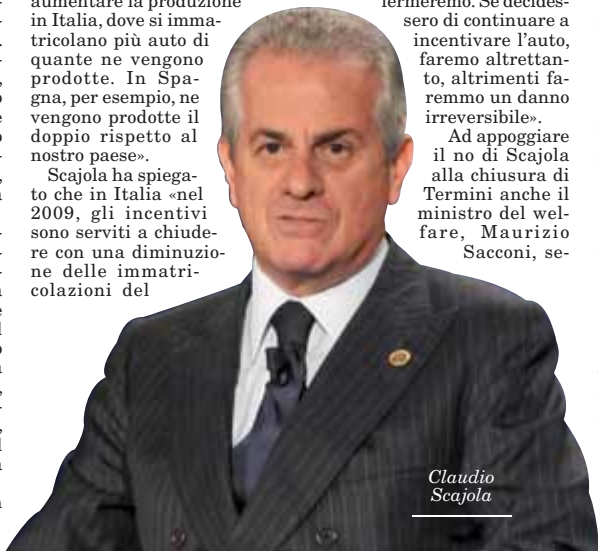 aumentare la produzione
in Italia, dove si imma-
tricolano più auto di
quante ne vengono
prodotte. In Spa-
gna, per esempio, ne
vengono prodotte il
doppio rispetto al
nostro paese».
Scajola ha spiega-
to che in Italia «nel
2009, gli incentivi
sono serviti a chiude-
re con una diminuzio-
ne delle immatri-
colazioni del
fermeremo. Se decides-
sero di continuare a
incentivare l'auto,
faremo altrettan-
to, altrimenti fa-
remmo un danno
irreversibile».
Ad appoggiare
il no di Scajola
alla chiusura di
Termini anche il
ministro del wel-
fare, Maurizio
Sacconi, se-
Claudio
Scajola